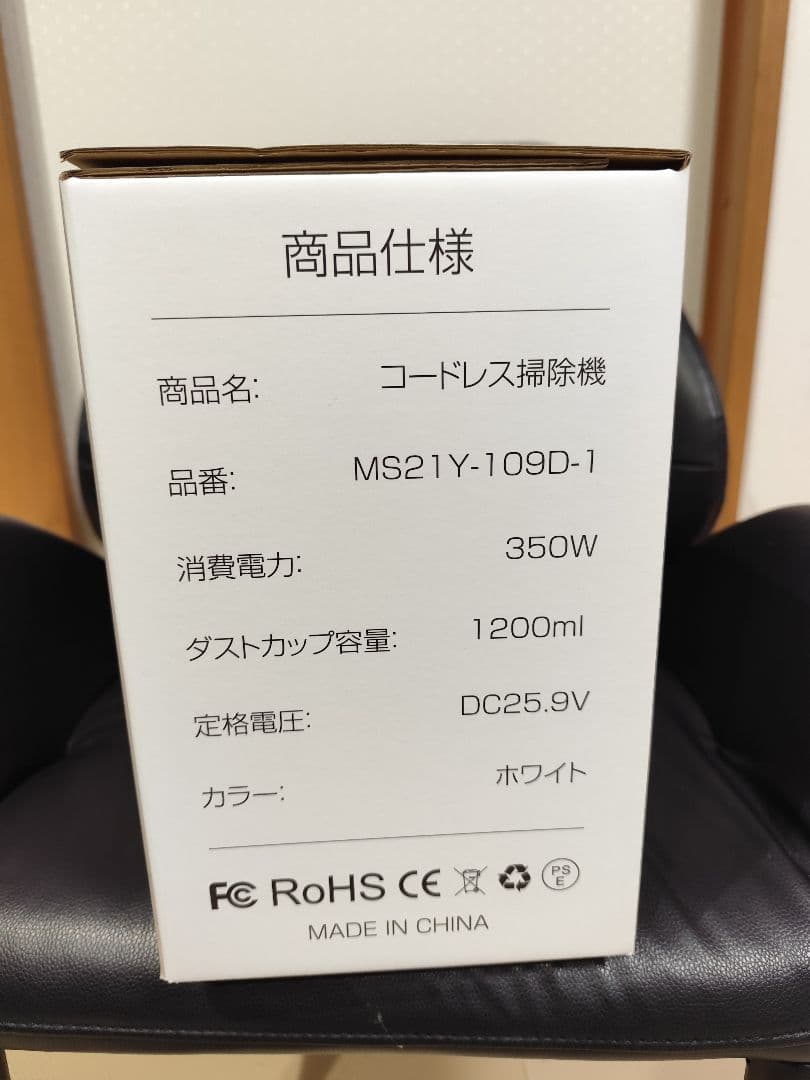 商品仕様
商品名: コードレス掃除機
品番: MS21Y-109D-1
消費電力: 350W
ダストカップ容量: 1200ml
定格電圧: DC25.9V
カラー: ホワイト
FC RoHS CE PSE
MADE IN CHINA